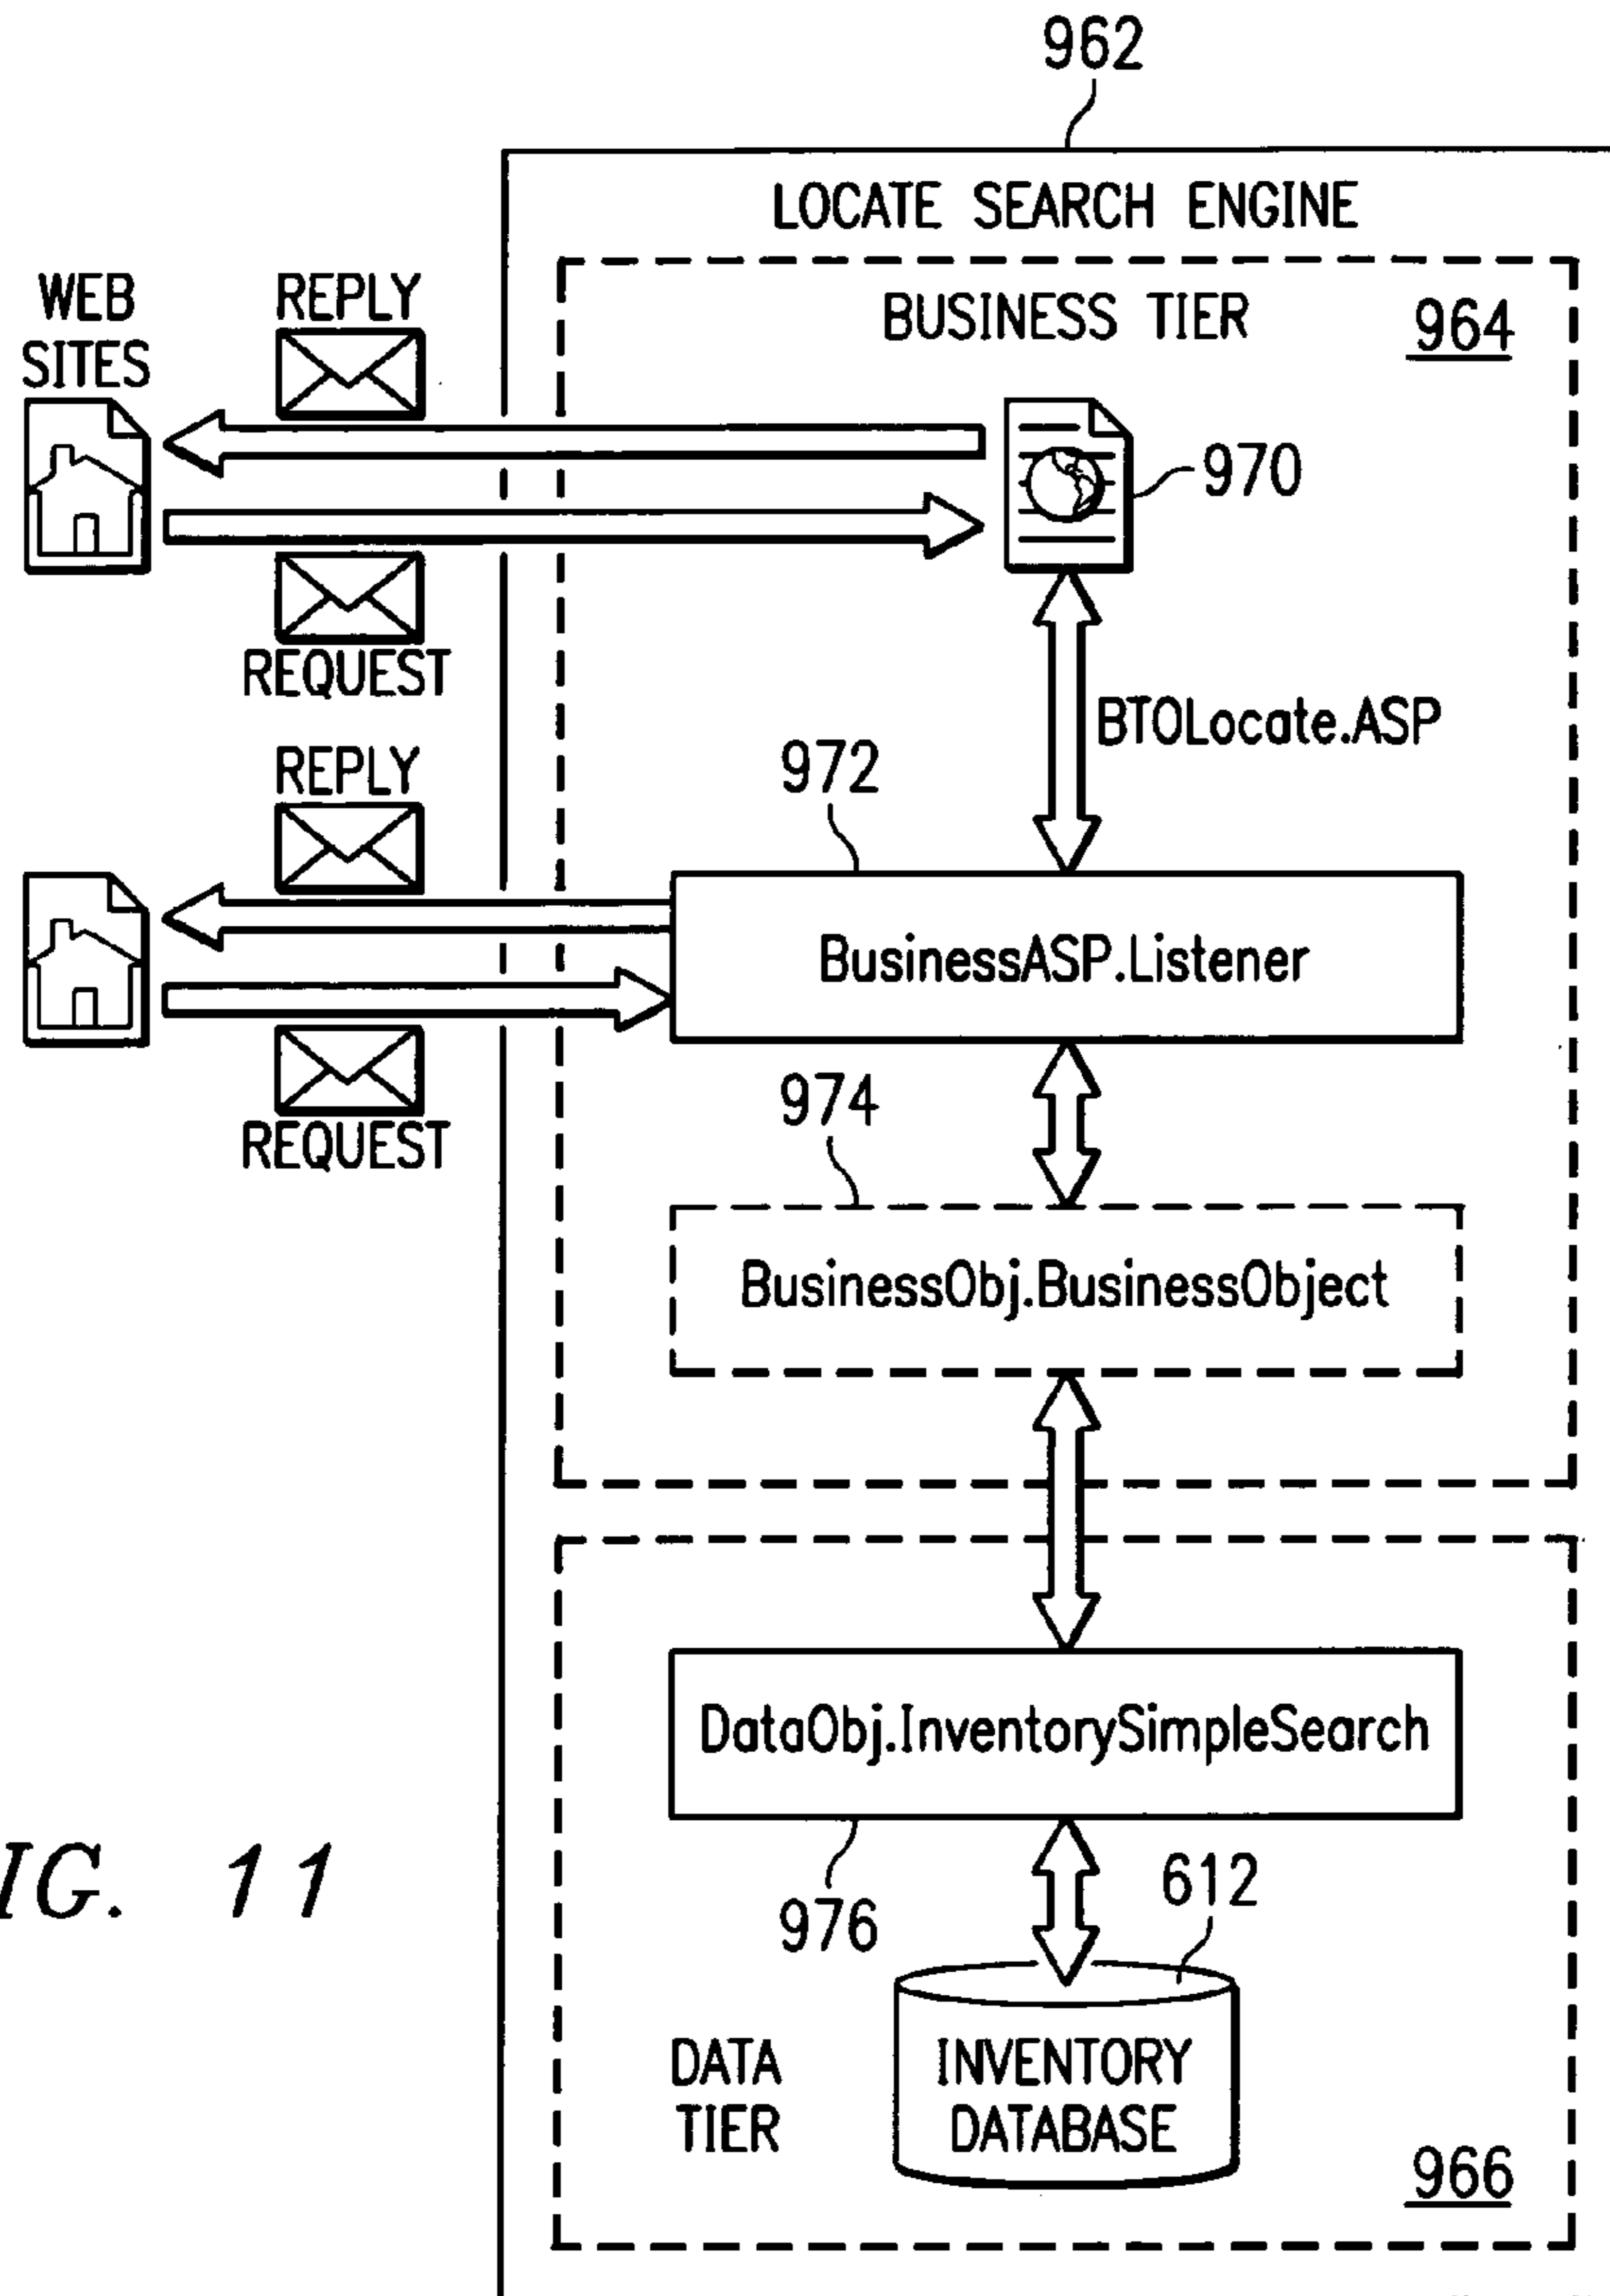 962
LOCATE SEARCH ENGINE
BUSINESS TIER
964
WEB
SITES
REPLY
970
REQUEST
BTOLocate.ASP
REPLY
972
BusinessASP.Listener
REQUEST
974
BusinessObj.BusinessObject
DataObj.InventorySimpleSearch
976
612
IG. 11
DATA
TIER
INVENTORY
DATABASE
966